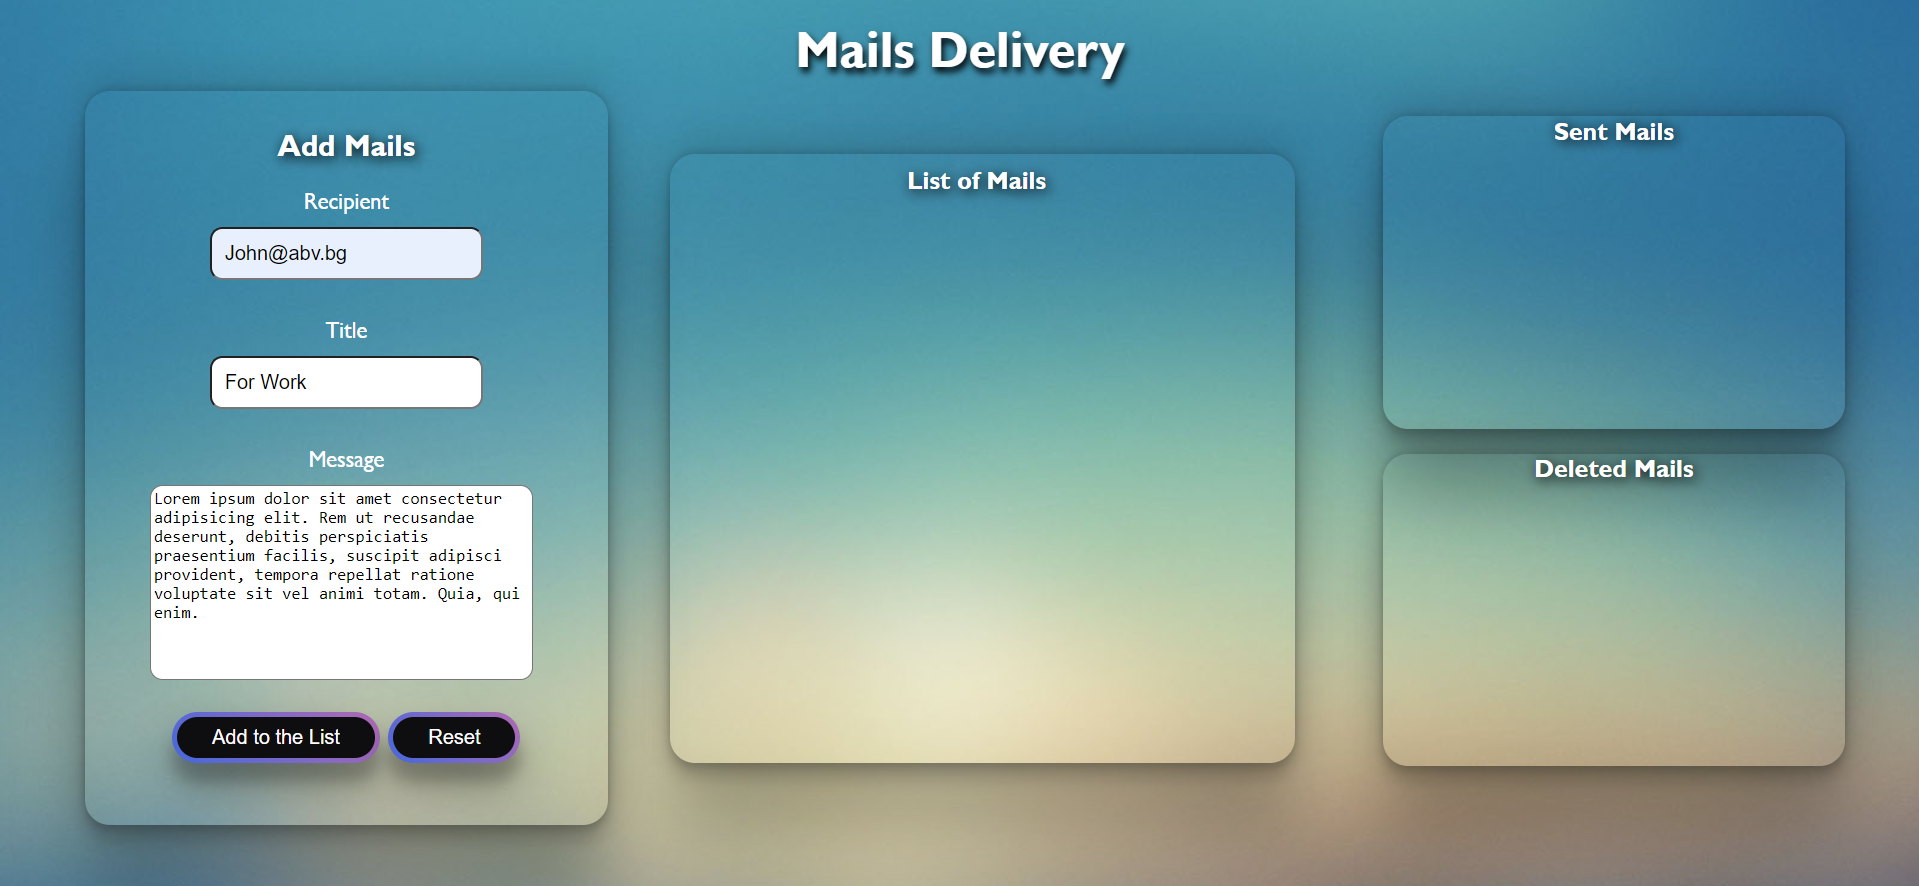 Mails Delivery
Add Mails
Recipient
John@abv.bg
Title
For Work
Message
Lorem ipsum dolor sit amet consectetur
adipisicing elit. Rem ut recusandae
deserunt, debitis perspiciatis
praesentium facilis, suscipit adipisci
provident, tempora repellat ratione
voluptate sit vel animi totam. Quia, qui
enim.
Add to the List
Reset
List of Mails
Sent Mails
Deleted Mails